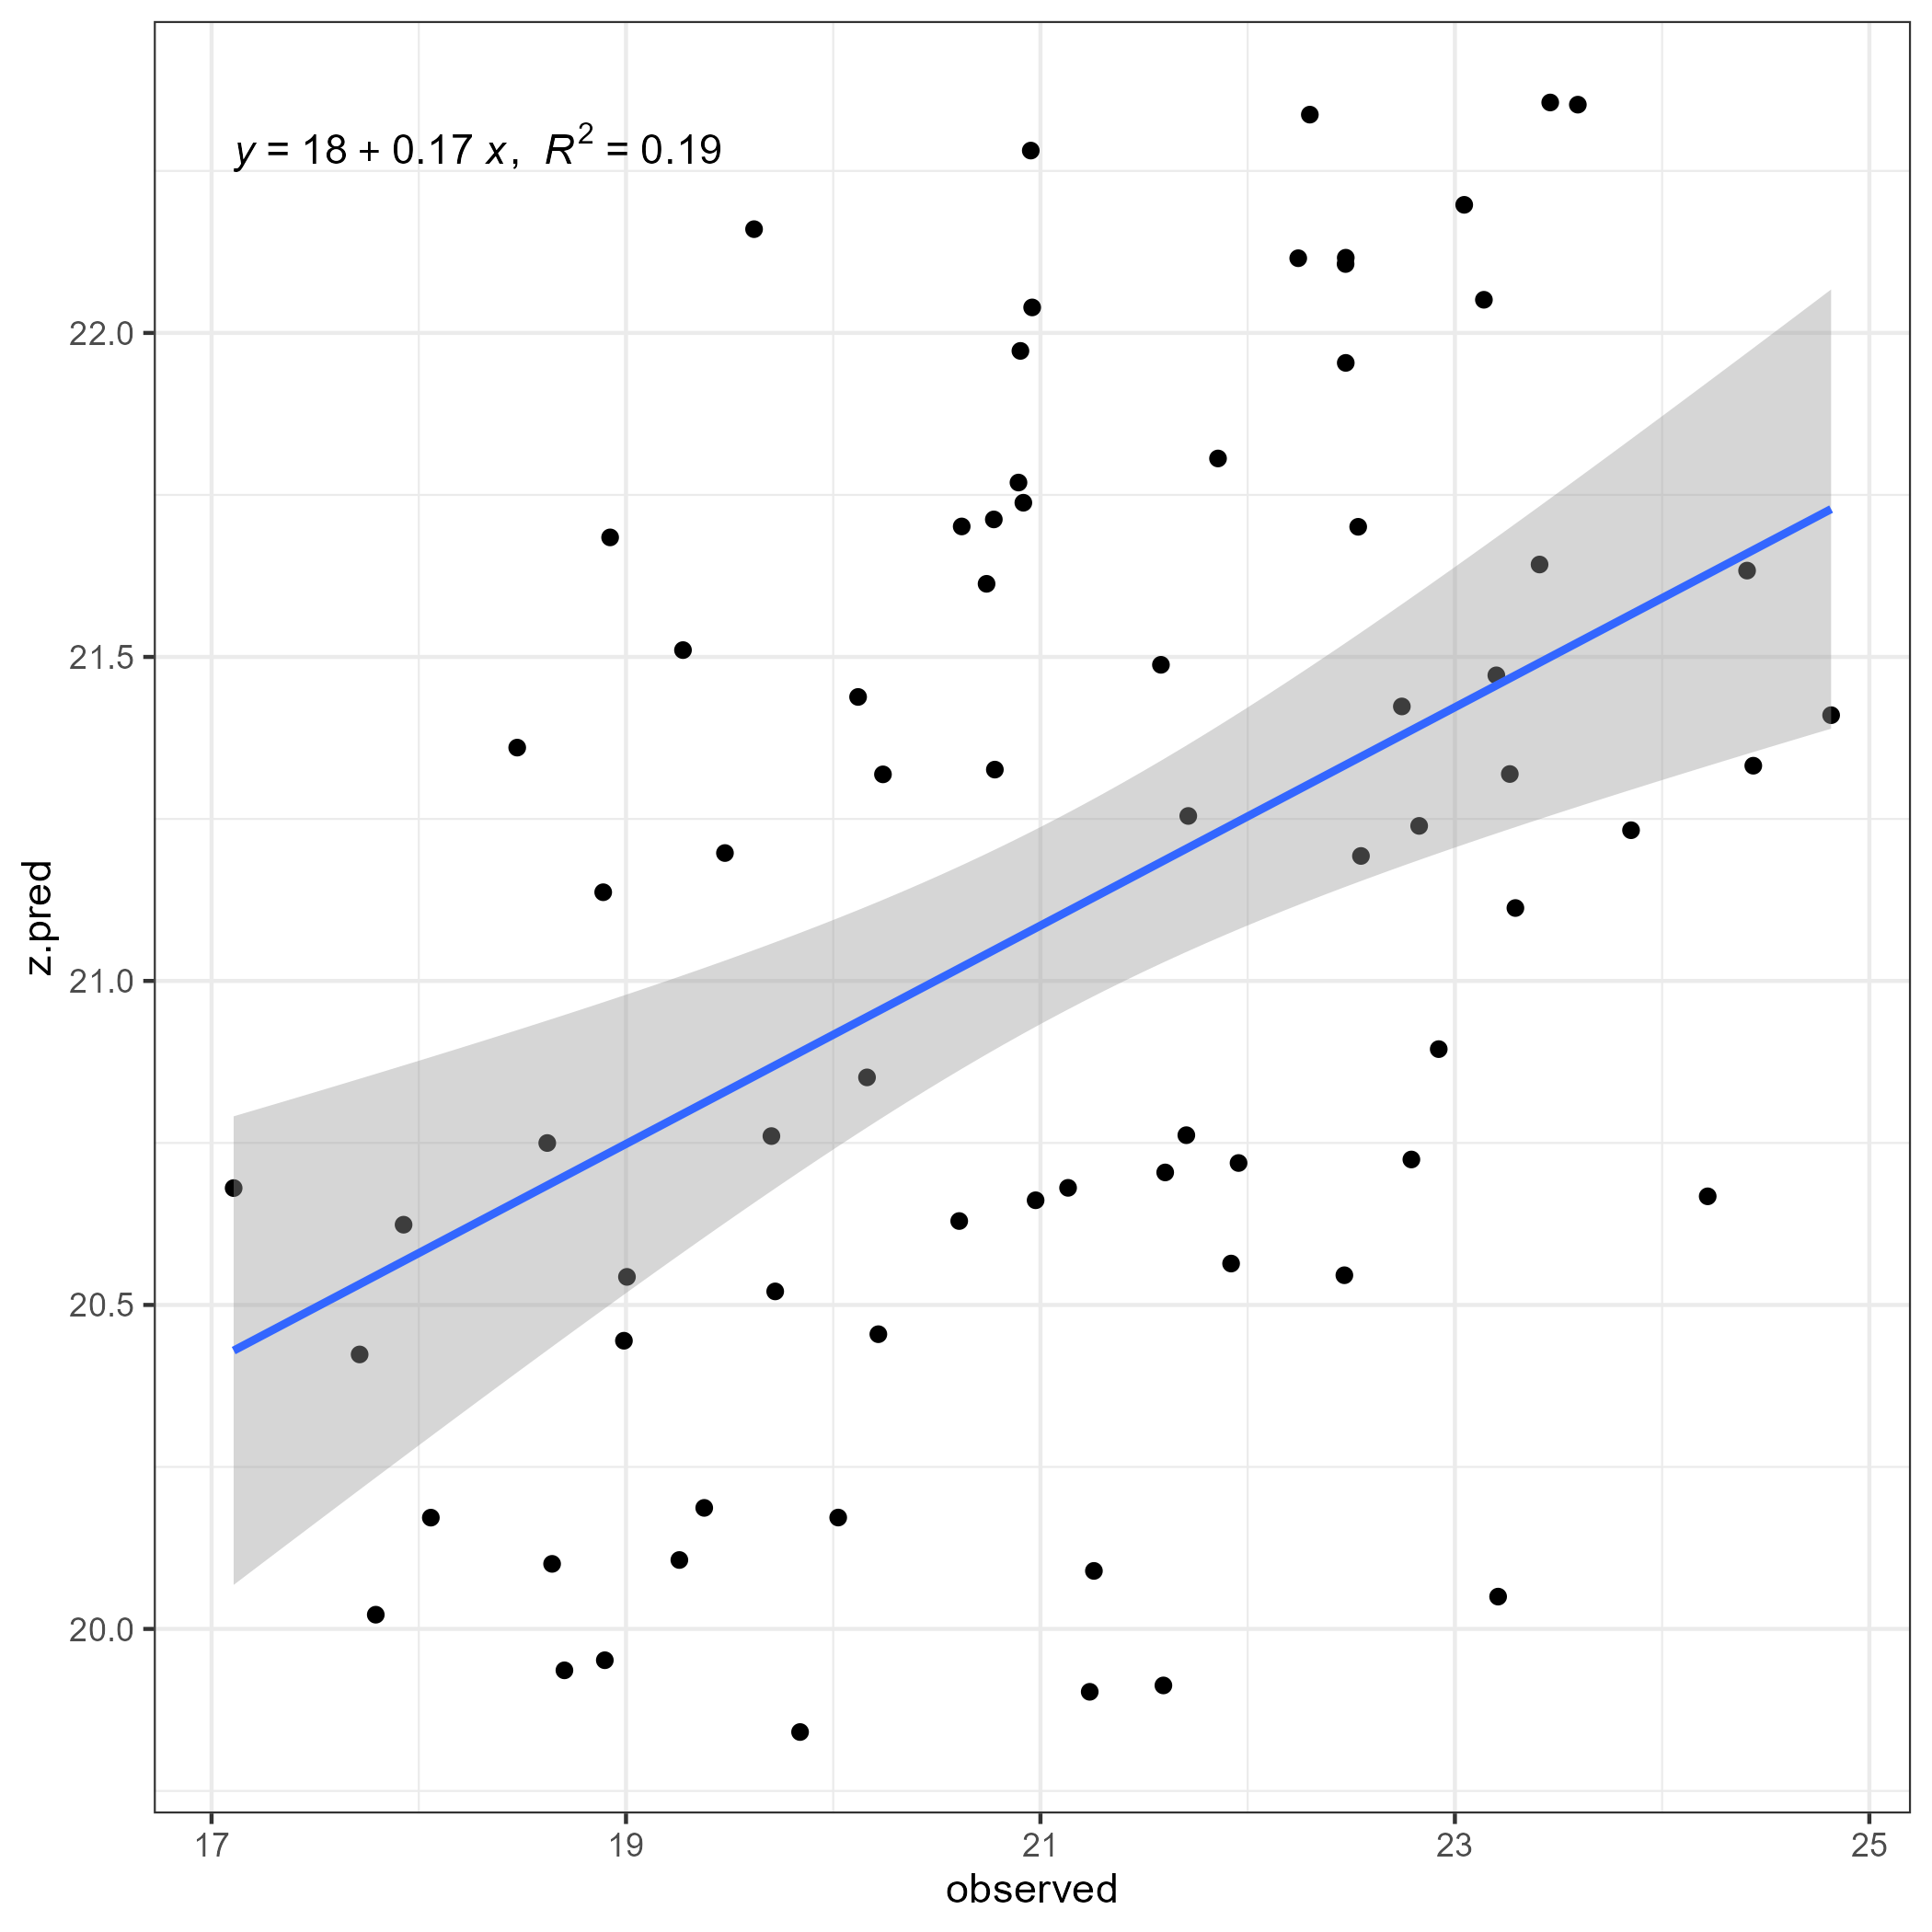 y = 18 + 0.17 x, R² = 0.19
22.0
21.5
21.0
20.5
20.0
z.pred
17 19 21 23 25
observed